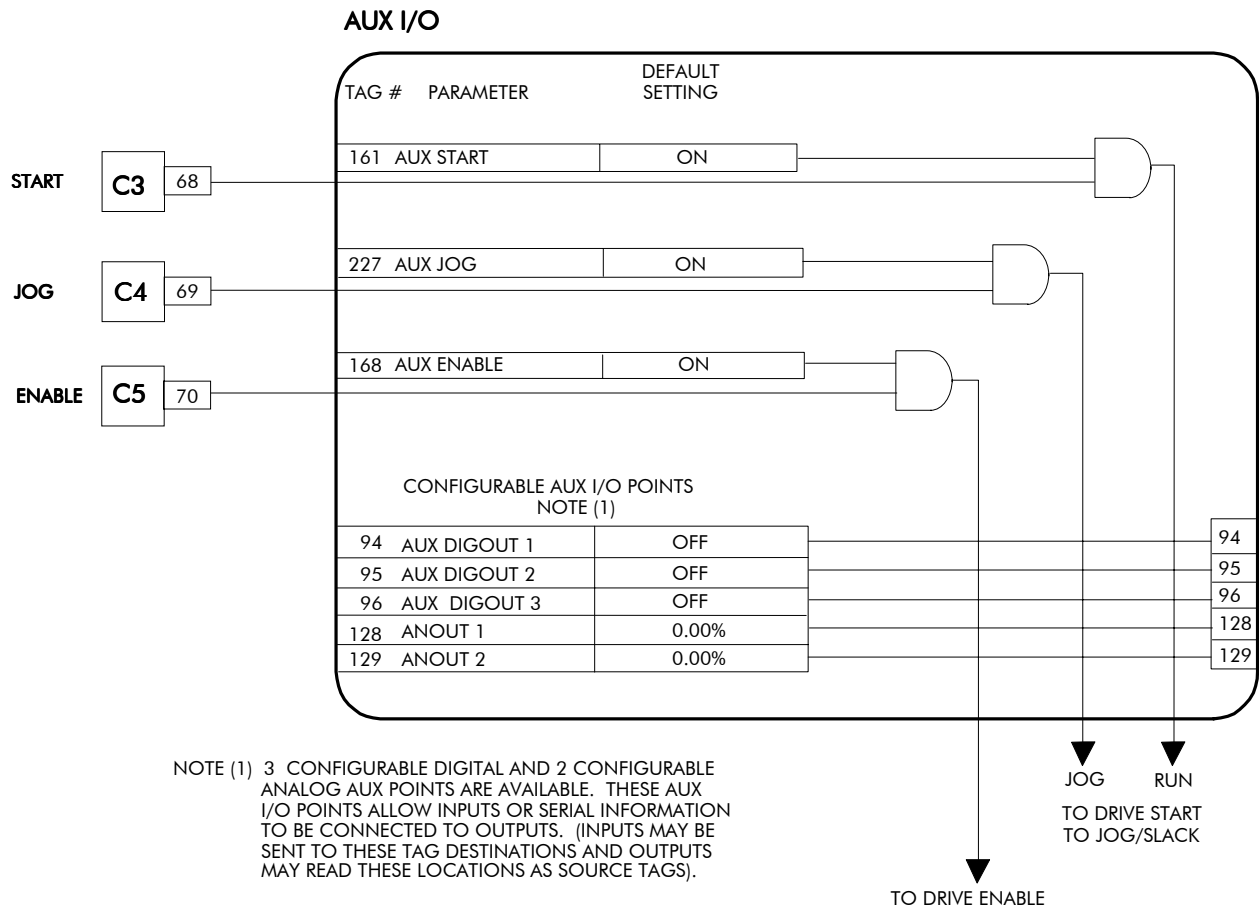 AUX I/O
TAG # PARAMETER DEFAULT SETTING
161 AUX START ON
START C3 68
227 AUX JOG ON
JOG C4 69
168 AUX ENABLE ON
ENABLE C5 70
CONFIGURABLE AUX I/O POINTS
NOTE (1)
94 AUX DIGOUT 1 OFF 94
95 AUX DIGOUT 2 OFF 95
96 AUX DIGOUT 3 OFF 96
128 ANOUT 1 0.00% 128
129 ANOUT 2 0.00% 129
NOTE (1) 3 CONFIGURABLE DIGITAL AND 2 CONFIGURABLE
ANALOG AUX POINTS ARE AVAILABLE. THESE AUX
I/O POINTS ALLOW INPUTS OR SERIAL INFORMATION
TO BE CONNECTED TO OUTPUTS. (INPUTS MAY BE
SENT TO THESE TAG DESTINATIONS AND OUTPUTS
MAY READ THESE LOCATIONS AS SOURCE TAGS).
JOG RUN
TO DRIVE START
TO JOG/SLACK
TO DRIVE ENABLE